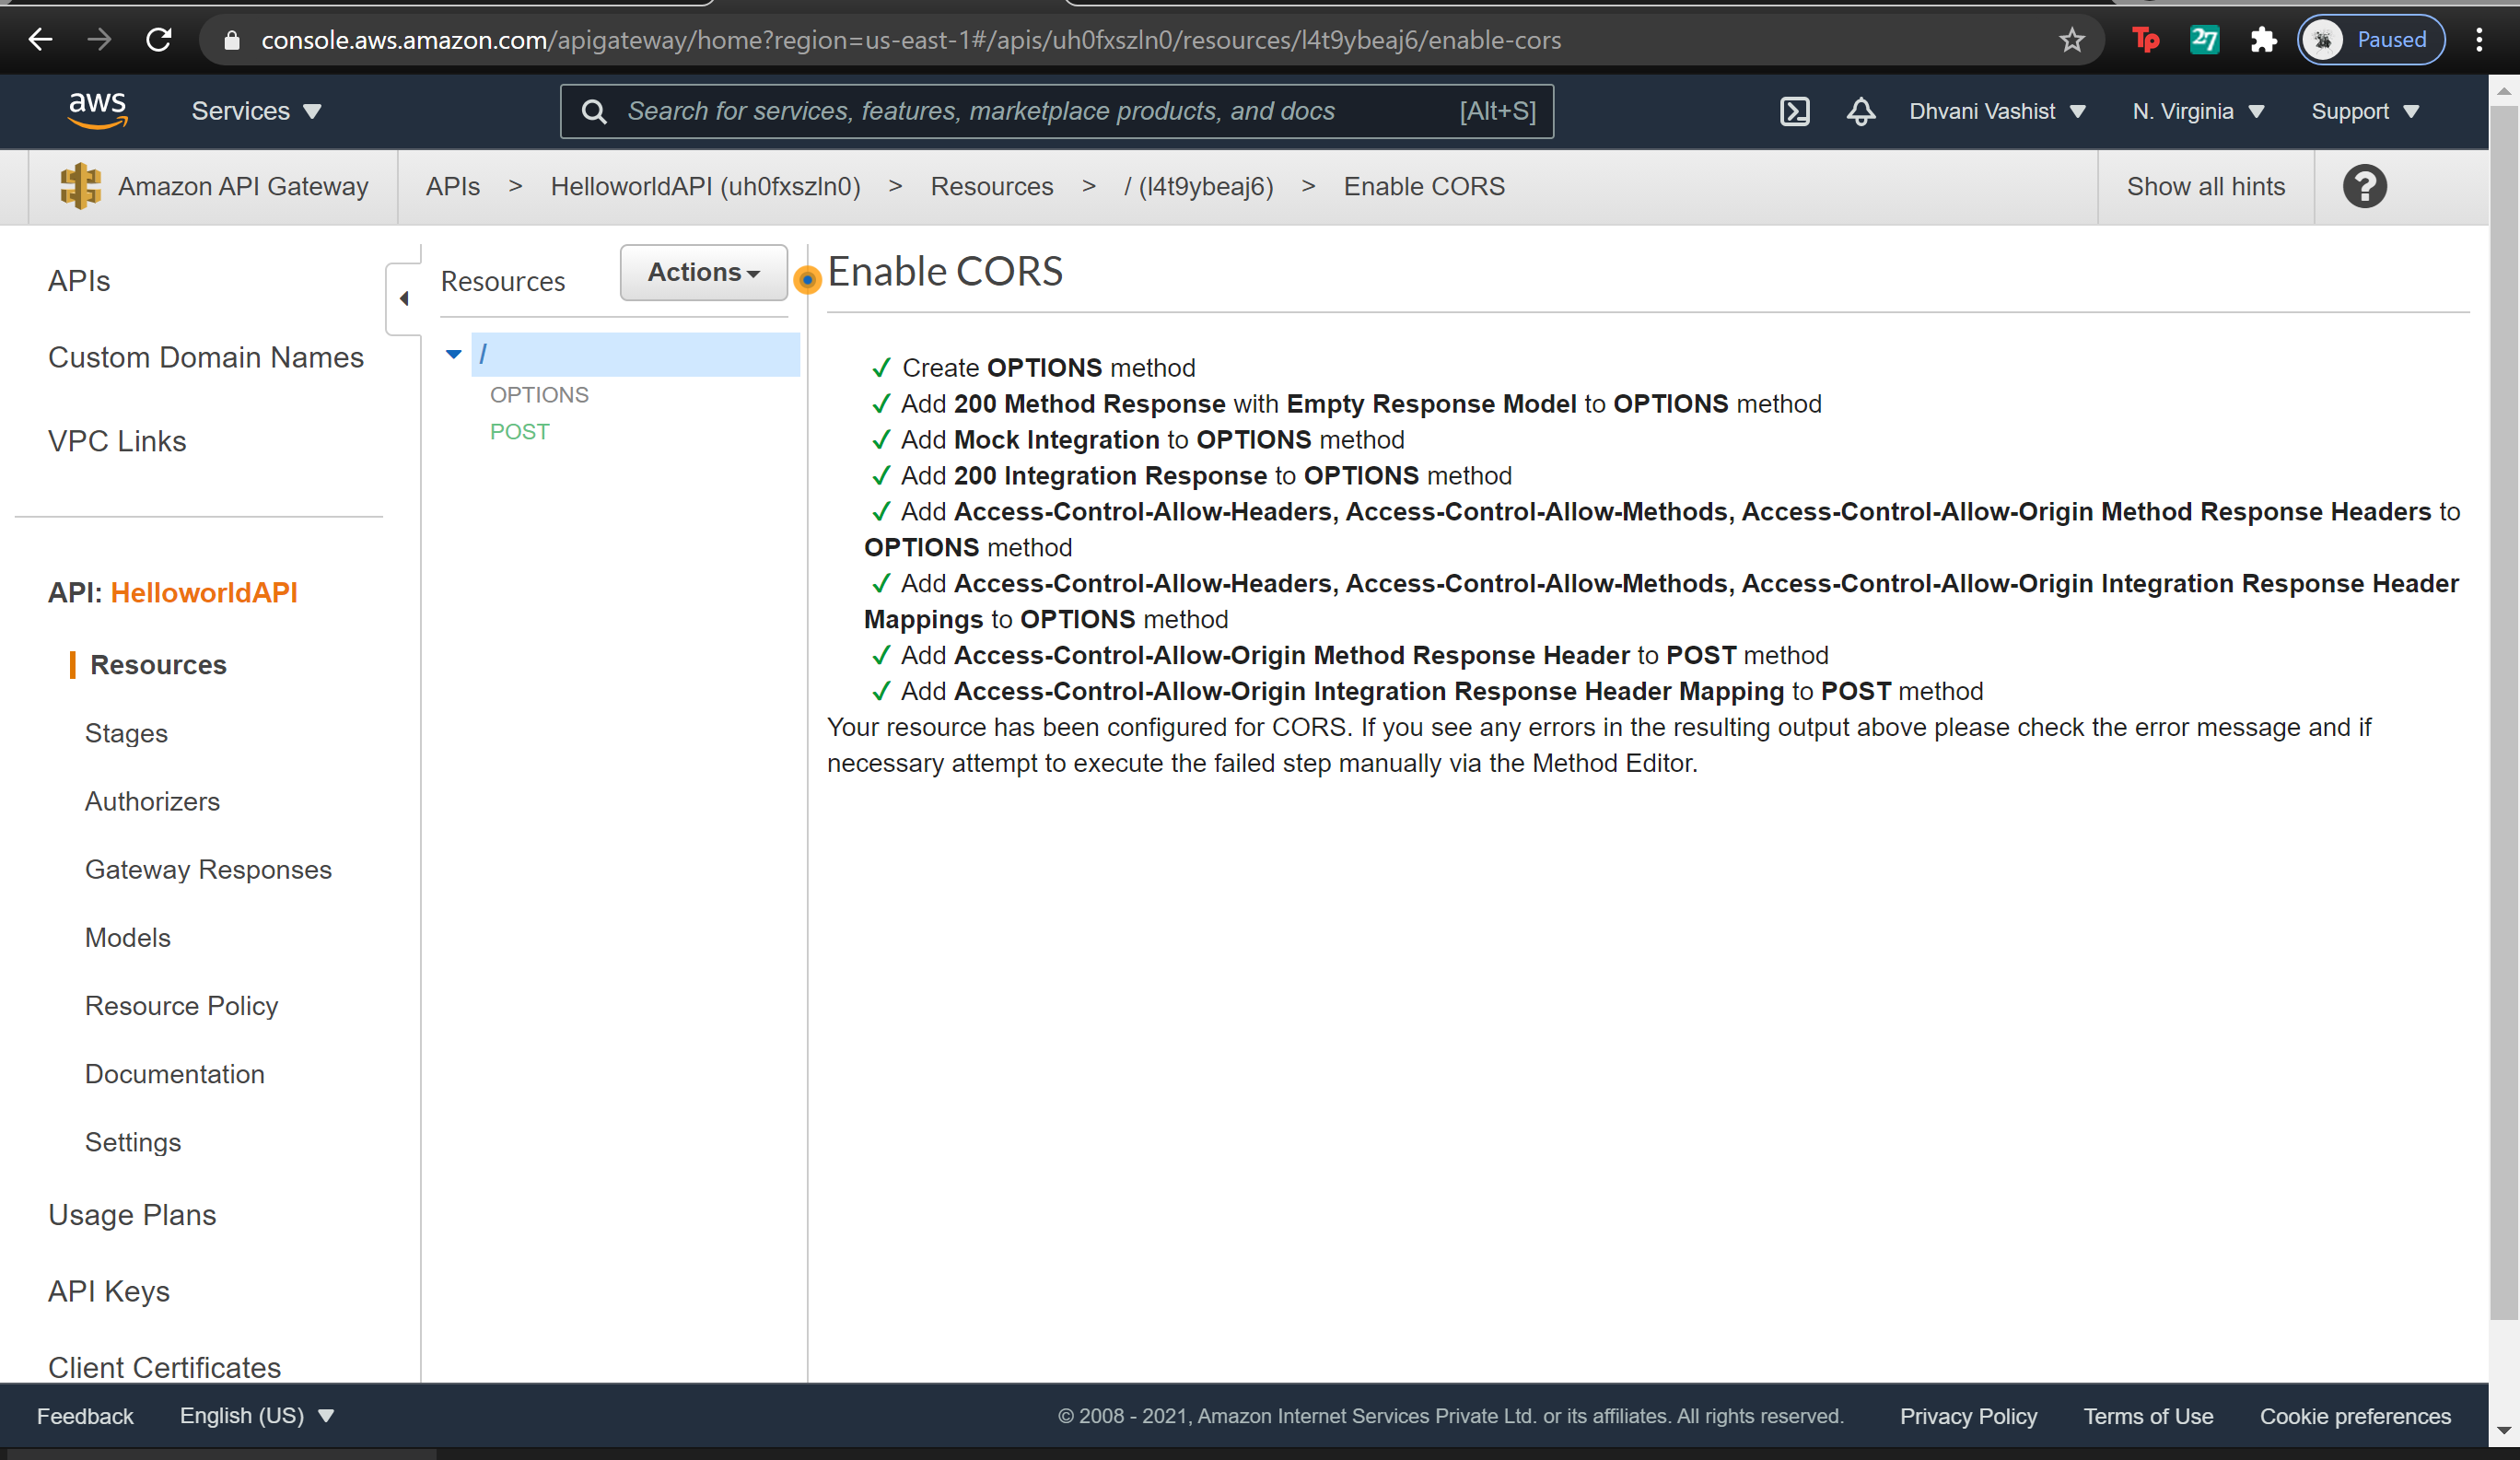 console.aws.amazon.com/apigateway/home?region=us-east-1#/apis/uh0fxszln0/resources/l4t9ybeaj6/enable-cors
Tp
27
Paused
aws
Services
Search for services, features, marketplace products, and docs [Alt+S]
Dhvani Vashist
N. Virginia
Support
Amazon API Gateway
APIs > HelloworldAPI (uh0fxszln0) > Resources > / (l4t9ybeaj6) > Enable CORS
Show all hints
?
APIs
Custom Domain Names
VPC Links
API: HelloworldAPI
Resources
Stages
Authorizers
Gateway Responses
Models
Resource Policy
Documentation
Settings
Usage Plans
API Keys
Client Certificates
Resources
Actions
/
OPTIONS
POST
Enable CORS
✓ Create OPTIONS method
✓ Add 200 Method Response with Empty Response Model to OPTIONS method
✓ Add Mock Integration to OPTIONS method
✓ Add 200 Integration Response to OPTIONS method
✓ Add Access-Control-Allow-Headers, Access-Control-Allow-Methods, Access-Control-Allow-Origin Method Response Headers to
OPTIONS method
✓ Add Access-Control-Allow-Headers, Access-Control-Allow-Methods, Access-Control-Allow-Origin Integration Response Header
Mappings to OPTIONS method
✓ Add Access-Control-Allow-Origin Method Response Header to POST method
✓ Add Access-Control-Allow-Origin Integration Response Header Mapping to POST method
Your resource has been configured for CORS. If you see any errors in the resulting output above please check the error message and if
necessary attempt to execute the failed step manually via the Method Editor.
Feedback
English (US)
© 2008 - 2021, Amazon Internet Services Private Ltd. or its affiliates. All rights reserved.
Privacy Policy
Terms of Use
Cookie preferences